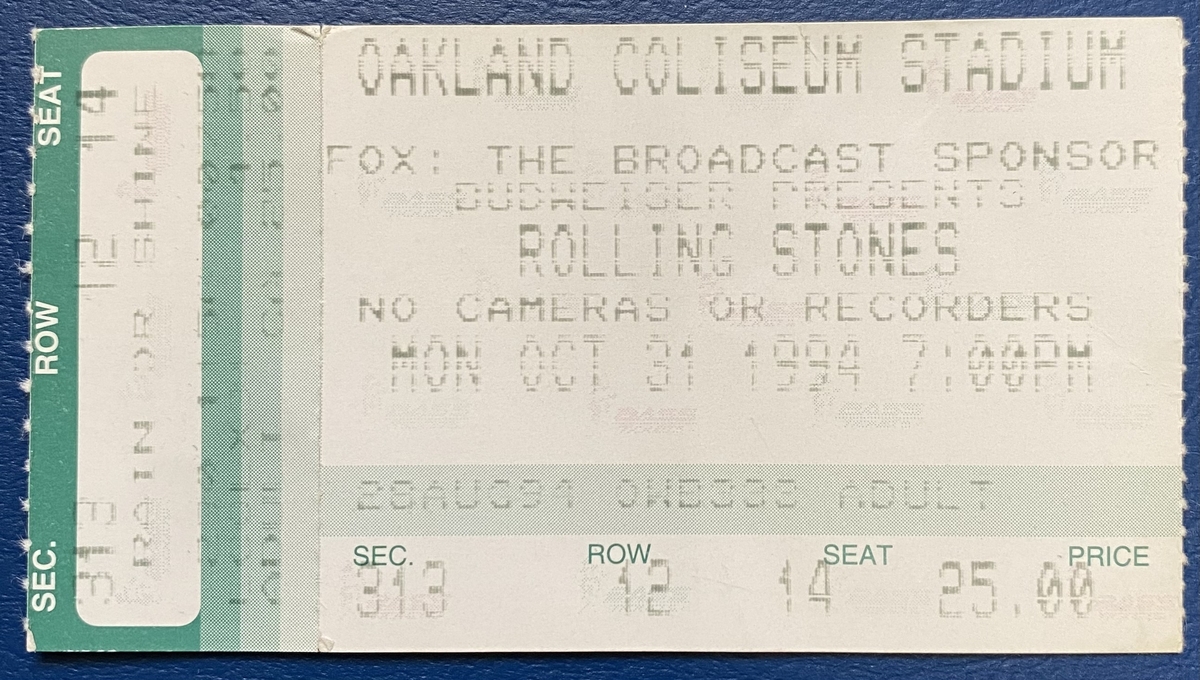 OAKLAND COLISEUM STADIUM
FOX: THE BROADCAST SPONSOR
BUDWEISER PRESENTS
ROLLING STONES
NO CAMERAS OR RECORDERS
MON OCT 31 1994 7:00PM
28AUG94 ADULT
SEC. ROW SEAT PRICE
313 12 14 25.00
SEC. ROW SEAT
313 12 14
RAIN OR SHINE